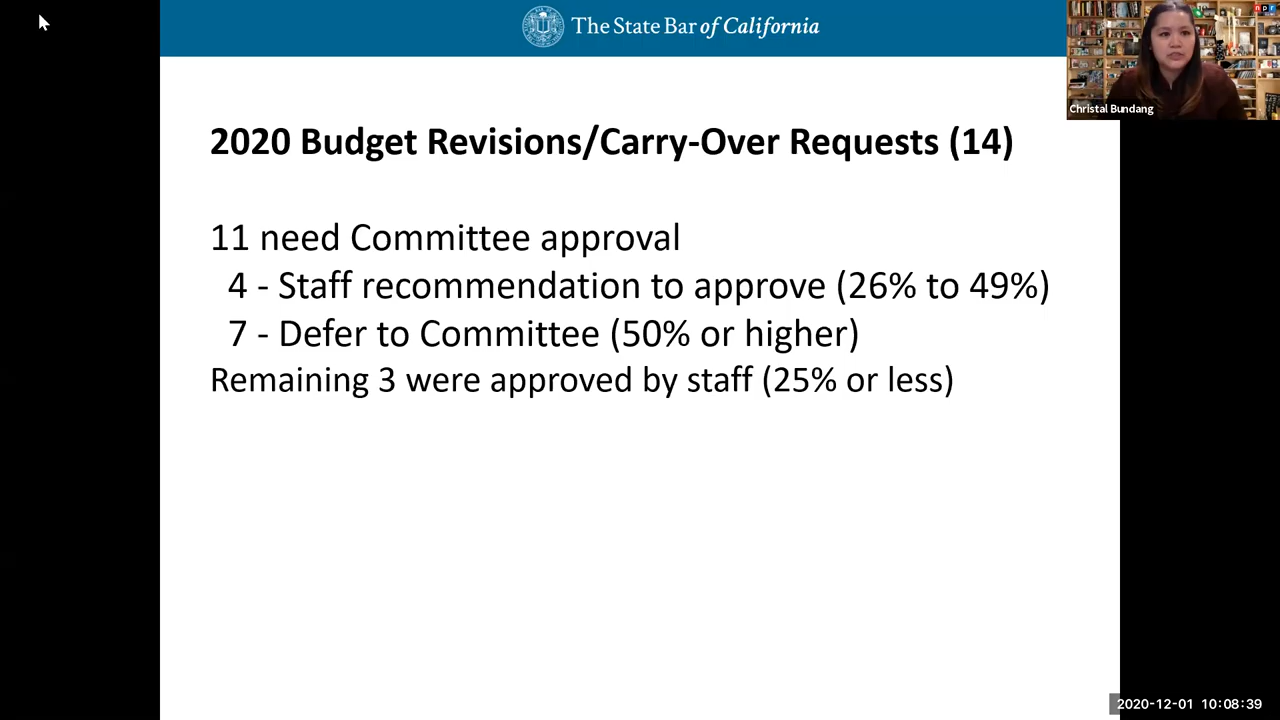 The State Bar of California
npr
Christal Bundang
2020 Budget Revisions/Carry-Over Requests (14)
11 need Committee approval
4 - Staff recommendation to approve (26% to 49%)
7 - Defer to Committee (50% or higher)
Remaining 3 were approved by staff (25% or less)
2020-12-01 10:08:39